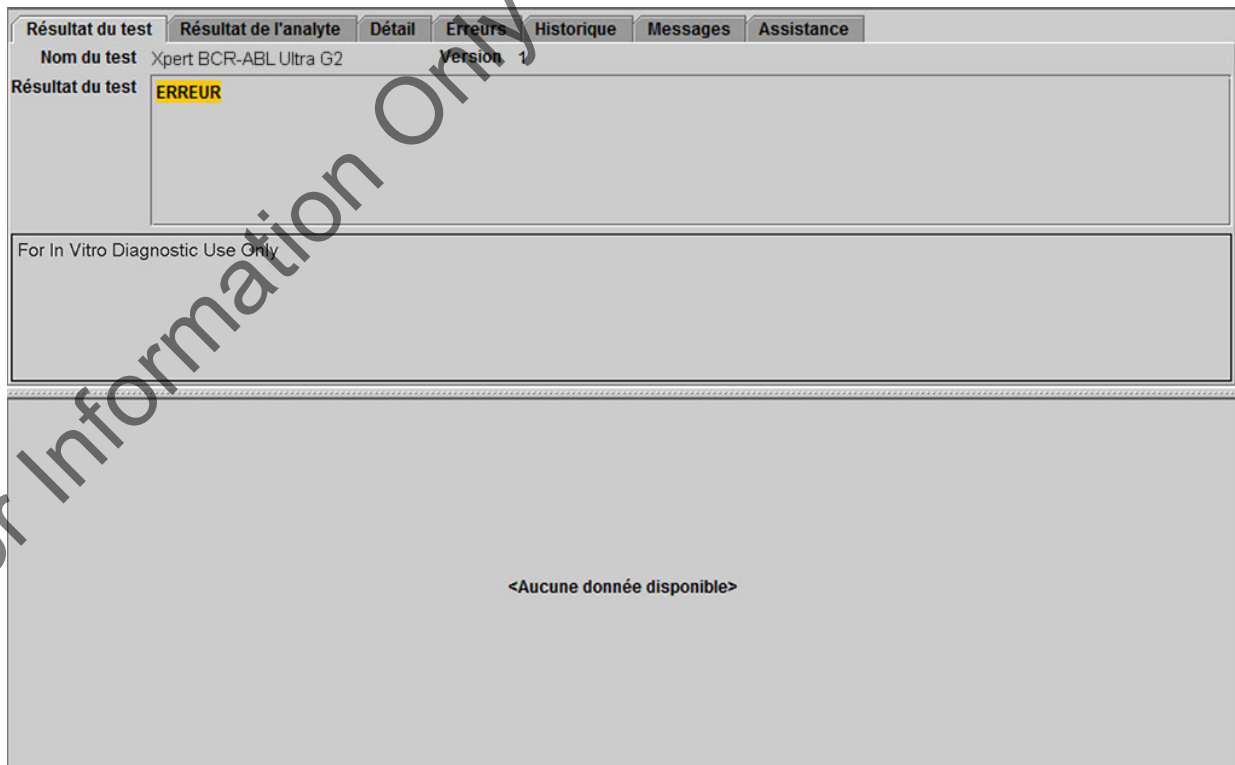 Résultat du test Résultat de l'analyte Détail Erreurs Historique Messages Assistance
Nom du test Xpert BCR-ABL Ultra G2 Version 1
Résultat du test ERREUR
For In Vitro Diagnostic Use Only
<Aucune donnée disponible>
For Information Only